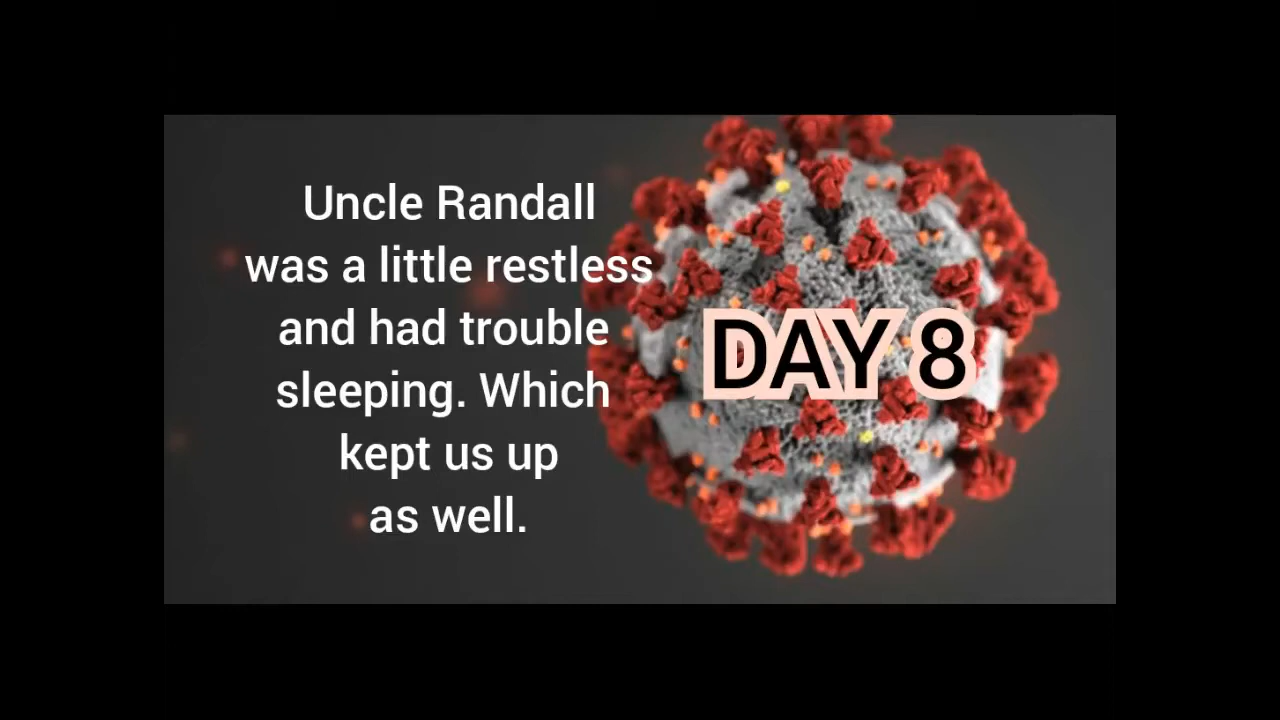 Uncle Randall
was a little restless
and had trouble
sleeping. Which
kept us up
as well.
DAY 8